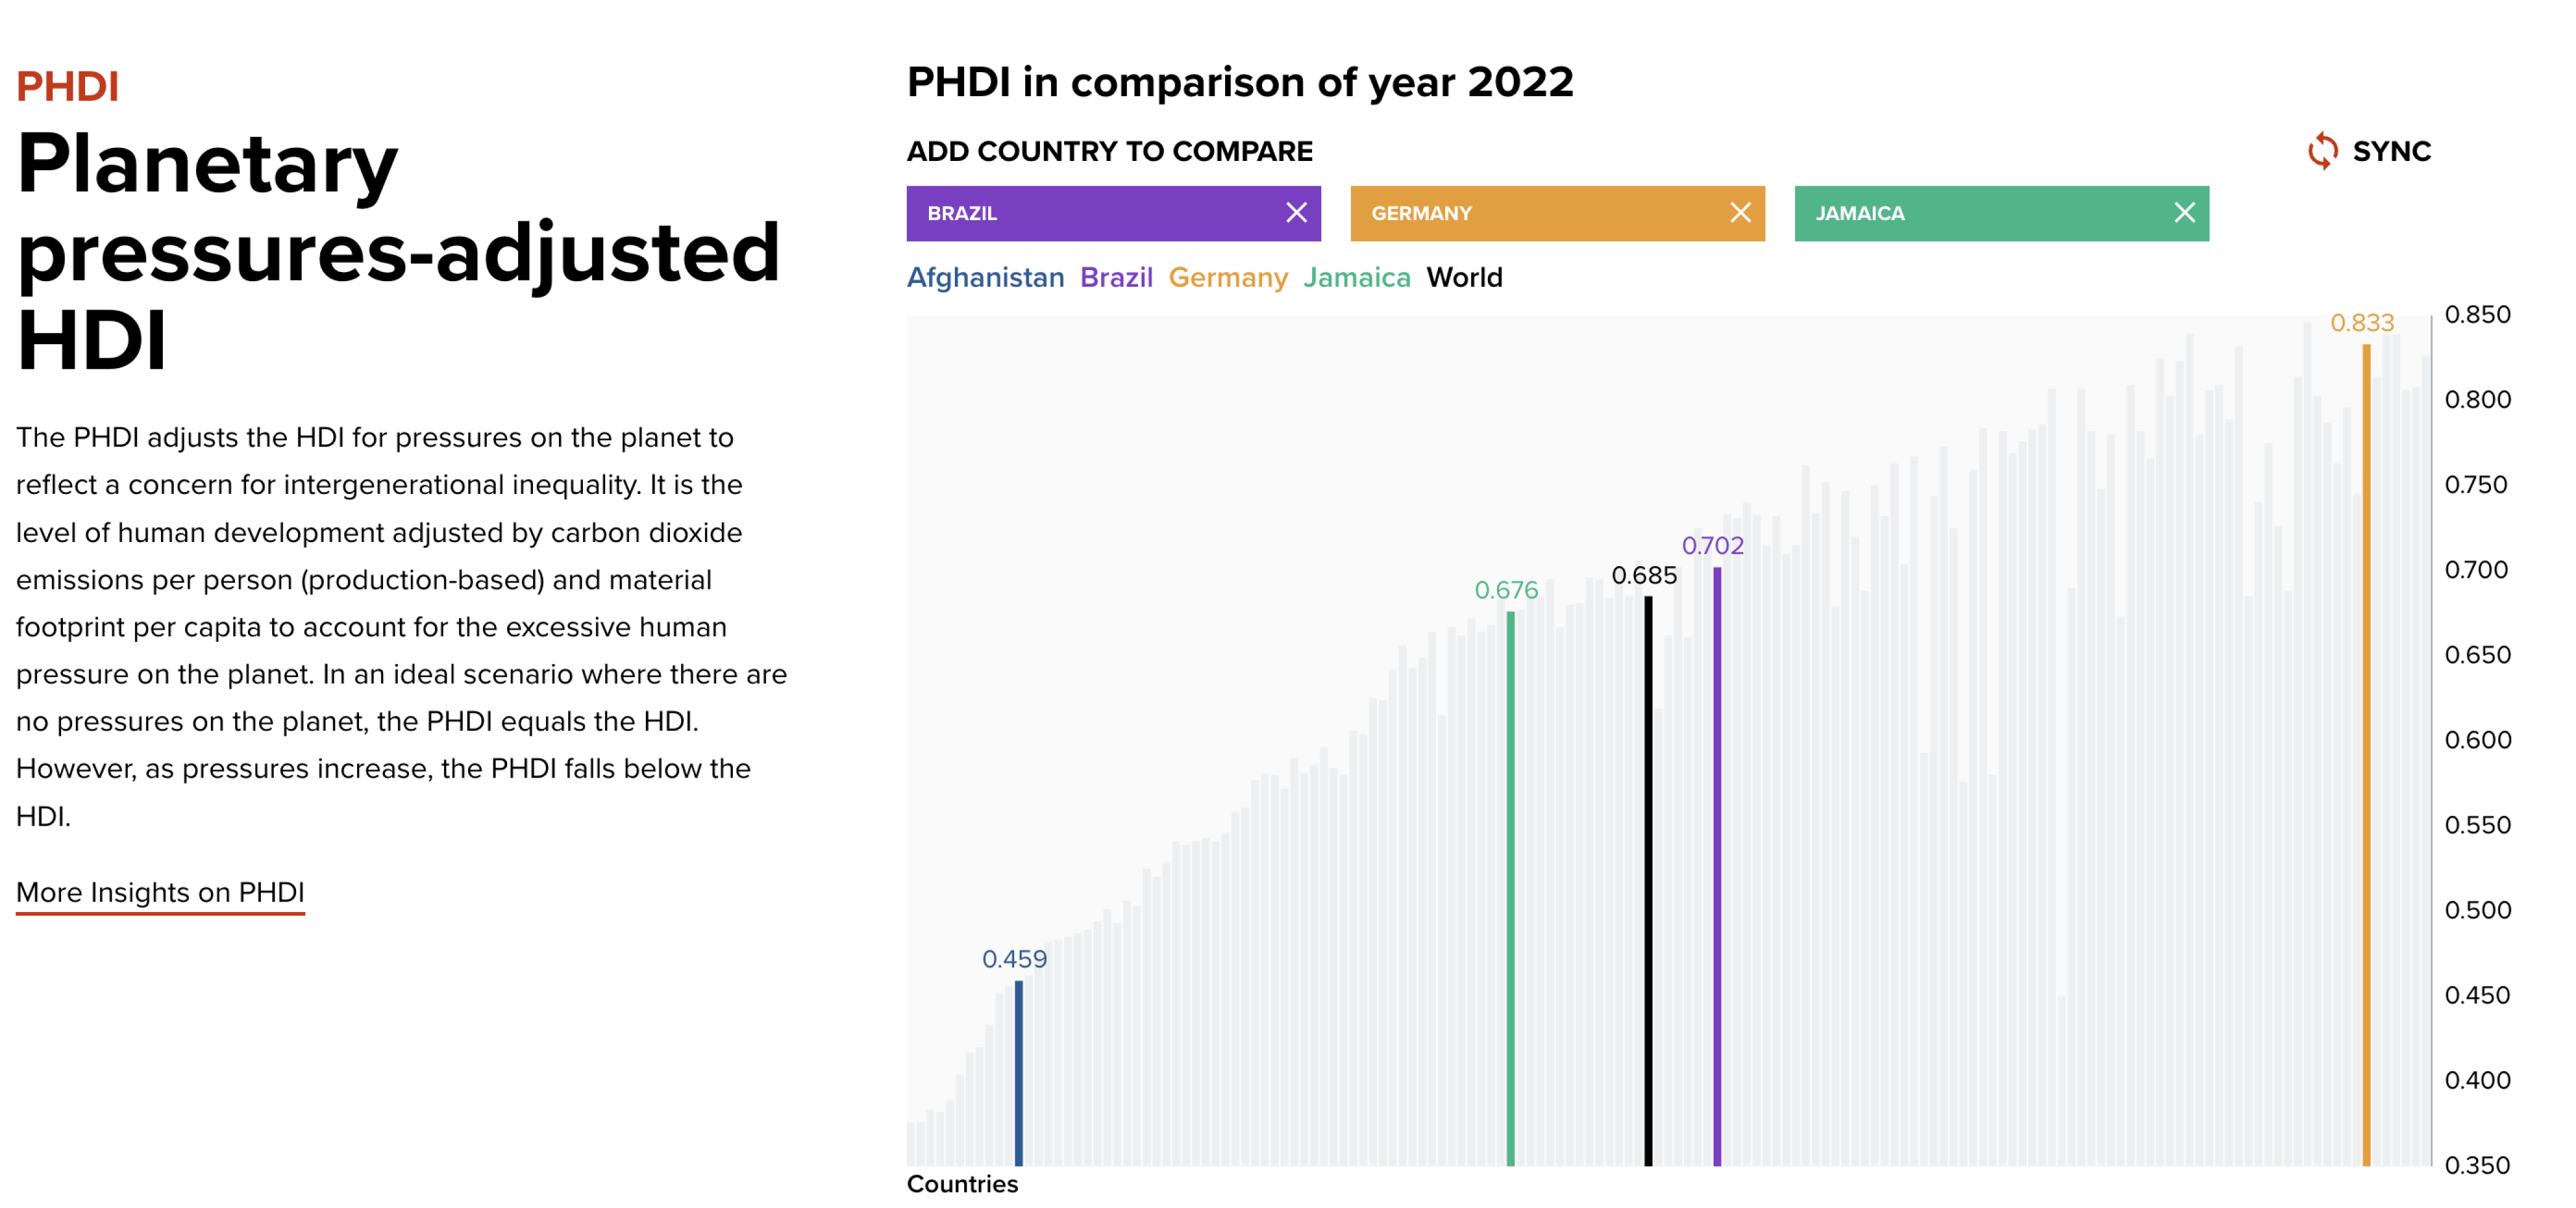 PHDI
Planetary
pressures-adjusted
HDI
The PHDI adjusts the HDI for pressures on the planet to
reflect a concern for intergenerational inequality. It is the
level of human development adjusted by carbon dioxide
emissions per person (production-based) and material
footprint per capita to account for the excessive human
pressure on the planet. In an ideal scenario where there are
no pressures on the planet, the PHDI equals the HDI.
However, as pressures increase, the PHDI falls below the
HDI.
More Insights on PHDI
PHDI in comparison of year 2022
ADD COUNTRY TO COMPARE
SYNC
BRAZIL
GERMANY
JAMAICA
Afghanistan Brazil Germany Jamaica World
0.459
0.676
0.685
0.702
0.833
0.850
0.800
0.750
0.700
0.650
0.600
0.550
0.500
0.450
0.400
0.350
Countries